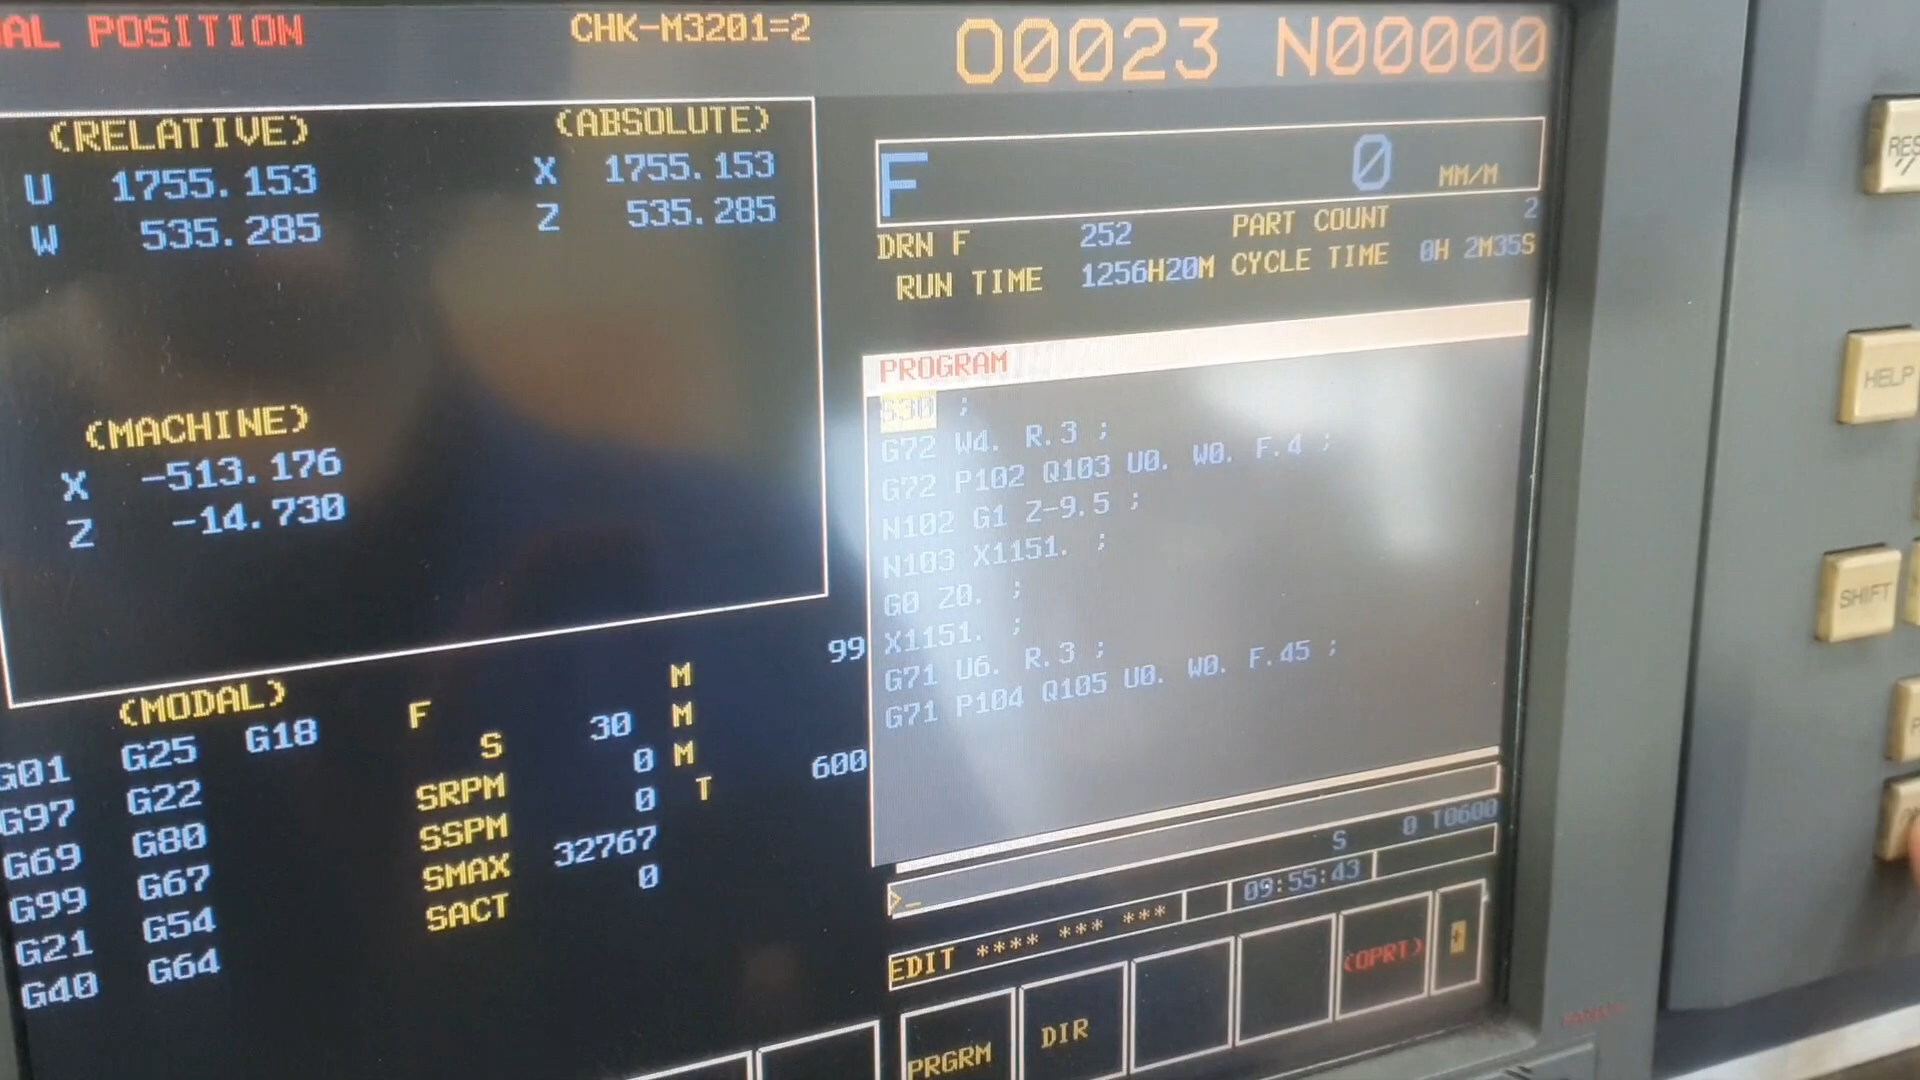 AL POSITION
CHK-M3201=2
O0023 N00000
(RELATIVE)
U 1755.153
W 535.285
(ABSOLUTE)
X 1755.153
Z 535.285
(MACHINE)
X -513.176
Z -14.730
(MODAL)
G01 G25 G18
G97 G22
G69 G80
G99 G67
G21 G54
G40 G64
F
S 30
SRPM 0
SSPM 0
SMAX 32767
SACT 0
M 99
M
M
T 600
F 0 MM/M
DRN F 252 PART COUNT 2
RUN TIME 1256H20M CYCLE TIME 0H 2M35S
PROGRAM
S30 ;
G72 W4. R.3 ;
G72 P102 Q103 U0. W0. F.4 ;
N102 G1 Z-9.5 ;
N103 X1151. ;
G0 Z0. ;
X1151. ;
G71 U6. R.3 ;
G71 P104 Q105 U0. W0. F.45 ;
>_
S 0 T0600
EDIT **** *** *** 09:55:43
PRGRM
DIR
(OPRT)
RES
HELP
SHIFT